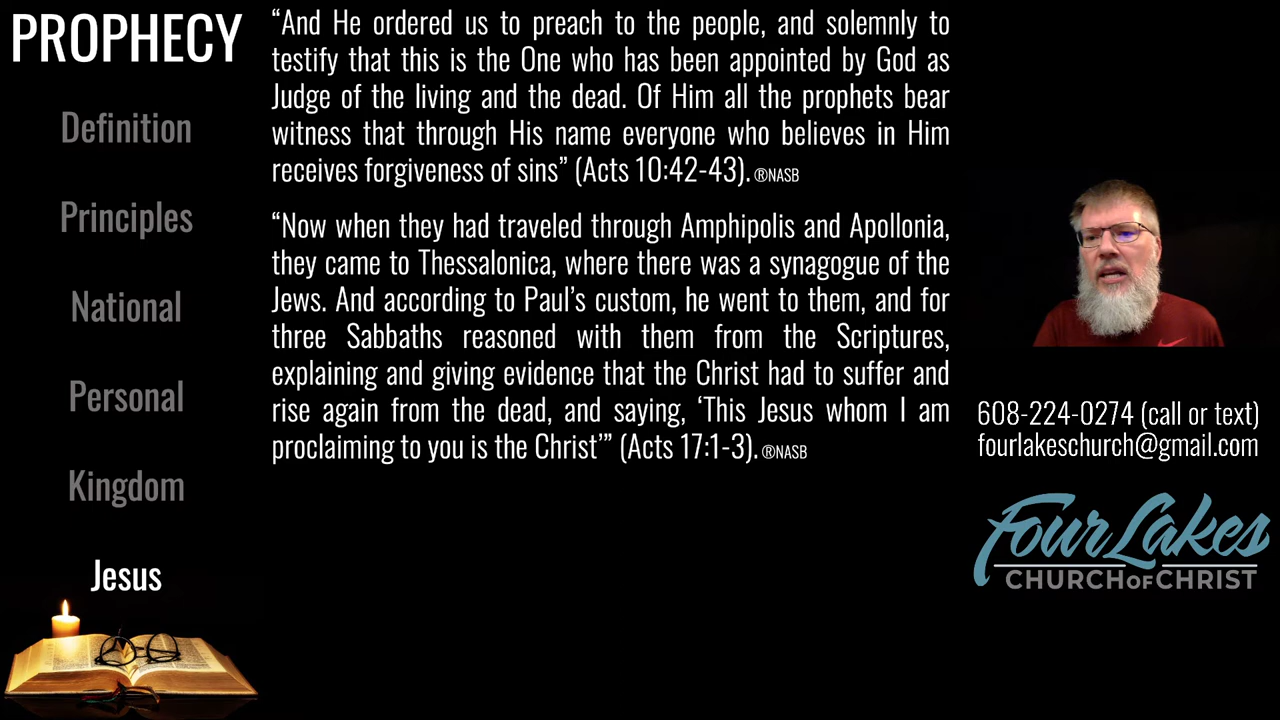 PROPHECY
Definition
Principles
National
Personal
Kingdom
Jesus
“And He ordered us to preach to the people, and solemnly to
testify that this is the One who has been appointed by God as
Judge of the living and the dead. Of Him all the prophets bear
witness that through His name everyone who believes in Him
receives forgiveness of sins” (Acts 10:42-43). ®NASB
“Now when they had traveled through Amphipolis and Apollonia,
they came to Thessalonica, where there was a synagogue of the
Jews. And according to Paul’s custom, he went to them, and for
three Sabbaths reasoned with them from the Scriptures,
explaining and giving evidence that the Christ had to suffer and
rise again from the dead, and saying, ‘This Jesus whom I am
proclaiming to you is the Christ’” (Acts 17:1-3). ®NASB
608-224-0274 (call or text)
fourlakeschurch@gmail.com
Four Lakes
CHURCH OF CHRIST